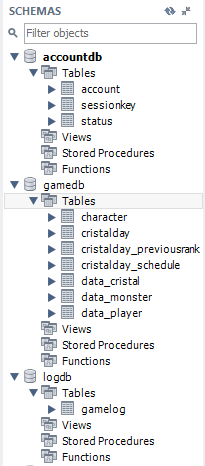 SCHEMAS
Filter objects
accountdb
Tables
account
sessionkey
status
Views
Stored Procedures
Functions
gamedb
Tables
character
cristalday
cristalday_previousrank
cristalday_schedule
data_cristal
data_monster
data_player
Views
Stored Procedures
Functions
logdb
Tables
gamelog
Views
Stored Procedures
Functions